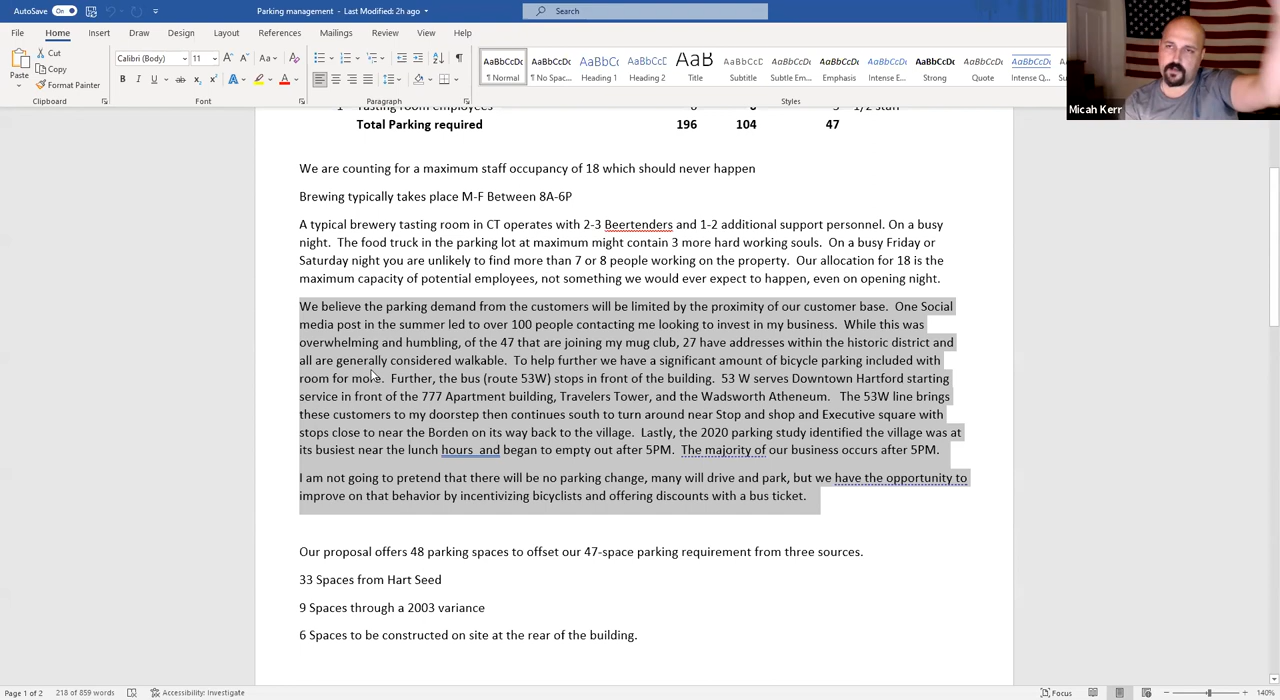 AutoSave On Parking management - Last Modified: 2h ago Search
File Home Insert Draw Design Layout References Mailings Review View Help
Paste Cut Copy Format Painter
Calibri (Body) 11
AaBbCcDc AaBbCcDc AaBbCc AaBbCcC AaB AaBbCcC AaBbCcDc AaBbCcDc AaBbCcDc AaBbCcDc AaBbCcDc AaBbCcDc
¶ Normal ¶ No Spac... Heading 1 Heading 2 Title Subtitle Subtle Em... Emphasis Intense E... Strong Quote Intense Q...
Clipboard Font Paragraph Styles
Micah Kerr
1 Tasting room employees 6 6 3 1/2 staff
Total Parking required 196 104 47
We are counting for a maximum staff occupancy of 18 which should never happen
Brewing typically takes place M-F Between 8A-6P
A typical brewery tasting room in CT operates with 2-3 Beertenders and 1-2 additional support personnel. On a busy
night. The food truck in the parking lot at maximum might contain 3 more hard working souls. On a busy Friday or
Saturday night you are unlikely to find more than 7 or 8 people working on the property. Our allocation for 18 is the
maximum capacity of potential employees, not something we would ever expect to happen, even on opening night.
We believe the parking demand from the customers will be limited by the proximity of our customer base. One Social
media post in the summer led to over 100 people contacting me looking to invest in my business. While this was
overwhelming and humbling, of the 47 that are joining my mug club, 27 have addresses within the historic district and
all are generally considered walkable. To help further we have a significant amount of bicycle parking included with
room for more. Further, the bus (route 53W) stops in front of the building. 53 W serves Downtown Hartford starting
service in front of the 777 Apartment building, Travelers Tower, and the Wadsworth Atheneum. The 53W line brings
these customers to my doorstep then continues south to turn around near Stop and shop and Executive square with
stops close to near the Borden on its way back to the village. Lastly, the 2020 parking study identified the village was at
its busiest near the lunch hours and began to empty out after 5PM. The majority of our business occurs after 5PM.
I am not going to pretend that there will be no parking change, many will drive and park, but we have the opportunity to
improve on that behavior by incentivizing bicyclists and offering discounts with a bus ticket.
Our proposal offers 48 parking spaces to offset our 47-space parking requirement from three sources.
33 Spaces from Hart Seed
9 Spaces through a 2003 variance
6 Spaces to be constructed on site at the rear of the building.
Page 1 of 2 218 of 859 words Accessibility: Investigate Focus 140%